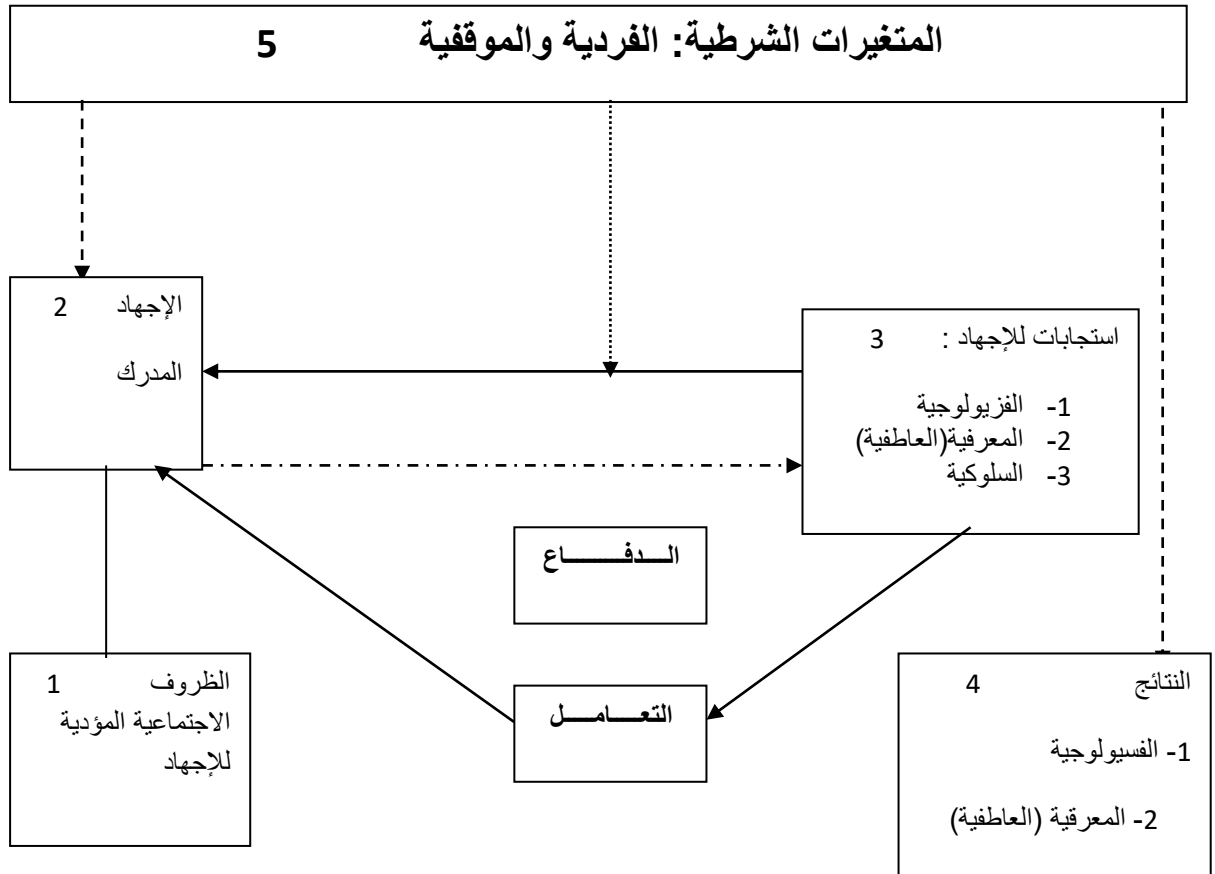 المتغيرات الشرطية: الفردية والموقفية 5
الإجهاد 2
المدرك
استجابات للإجهاد : 3
1- الفزيولوجية
2- المعرفية(العاطفية)
3- السلوكية
الــدفــــــاع
التعــامــــل
الظروف 1
الاجتماعية المؤدية
للإجهاد
النتائج 4
1- الفسيولوجية
2- المعرقية (العاطفية)